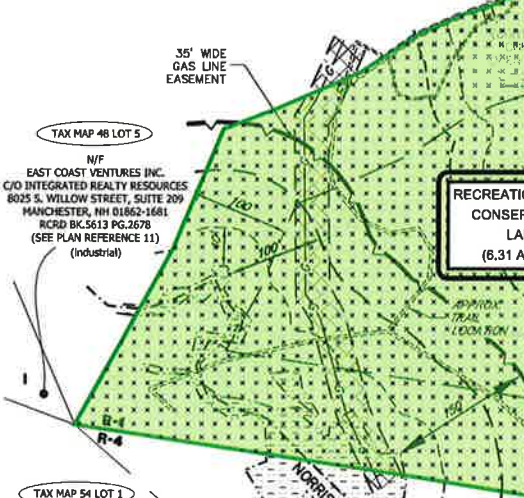 35' WIDE
GAS LINE
EASEMENT
TAX MAP 48 LOT 5
N/F
EAST COAST VENTURES INC.
C/O INTEGRATED REALTY RESOURCES
8025 S. WILLOW STREET, SUITE 209
MANCHESTER, NH 01862-1681
RCRD BK.5613 PG.2678
(SEE PLAN REFERENCE 11)
(Industrial)
100'
100'
RECREATIO
CONSER
LA
(6.31 A
APPROX.
TRAIL
LOCATION
150'
I
R-4
NORRI
TAX MAP 54 LOT 1